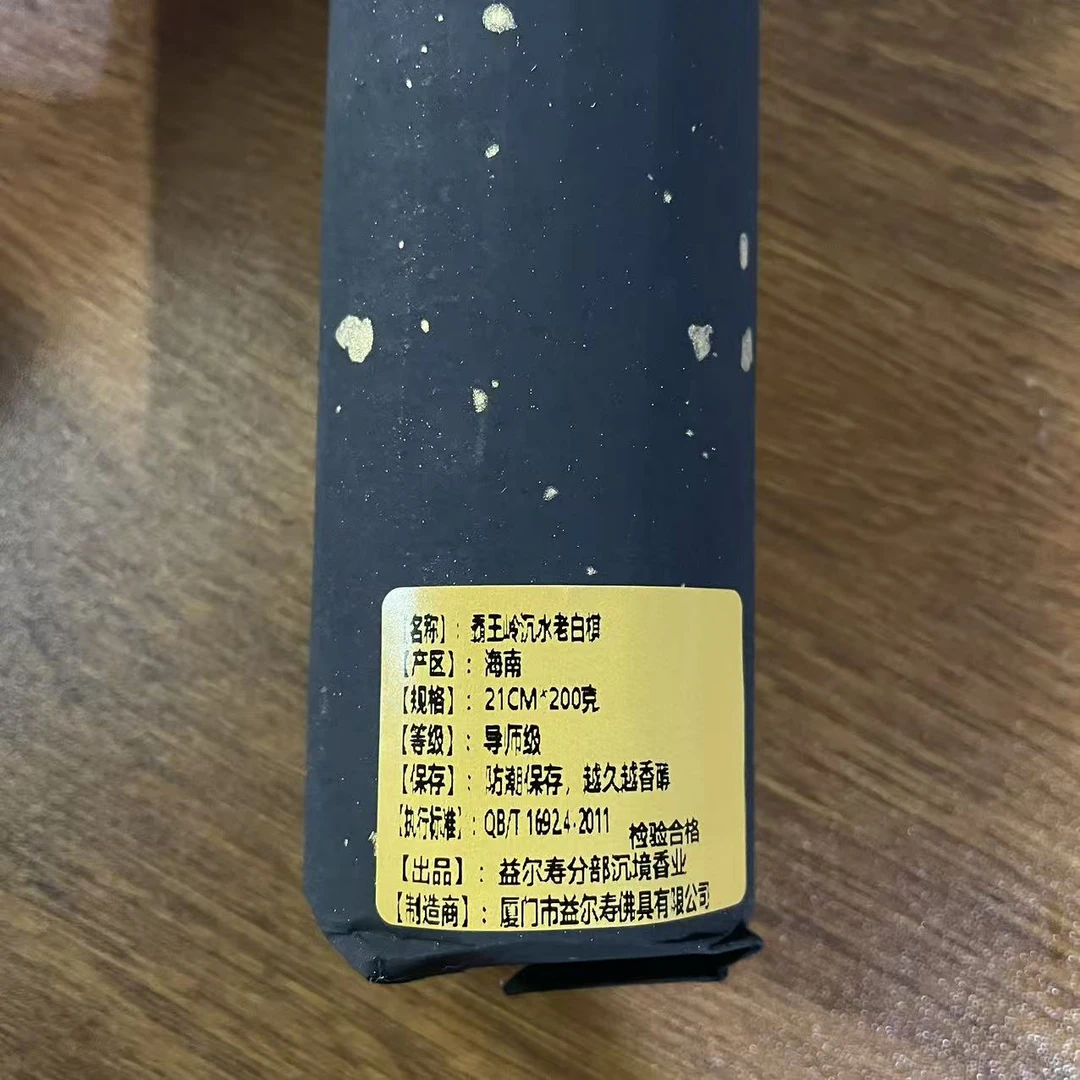 【名称】：霸王岭沉水老白棋
【产区】：海南
【规格】：21CM*200克
【等级】：导师级
【保存】：防潮保存，越久越香醇
【执行标准】：QB/T 1692.4-2011
检验合格
【出品】：益尔寿分部沉境香业
【制造商】：厦门市益尔寿佛具有限公司